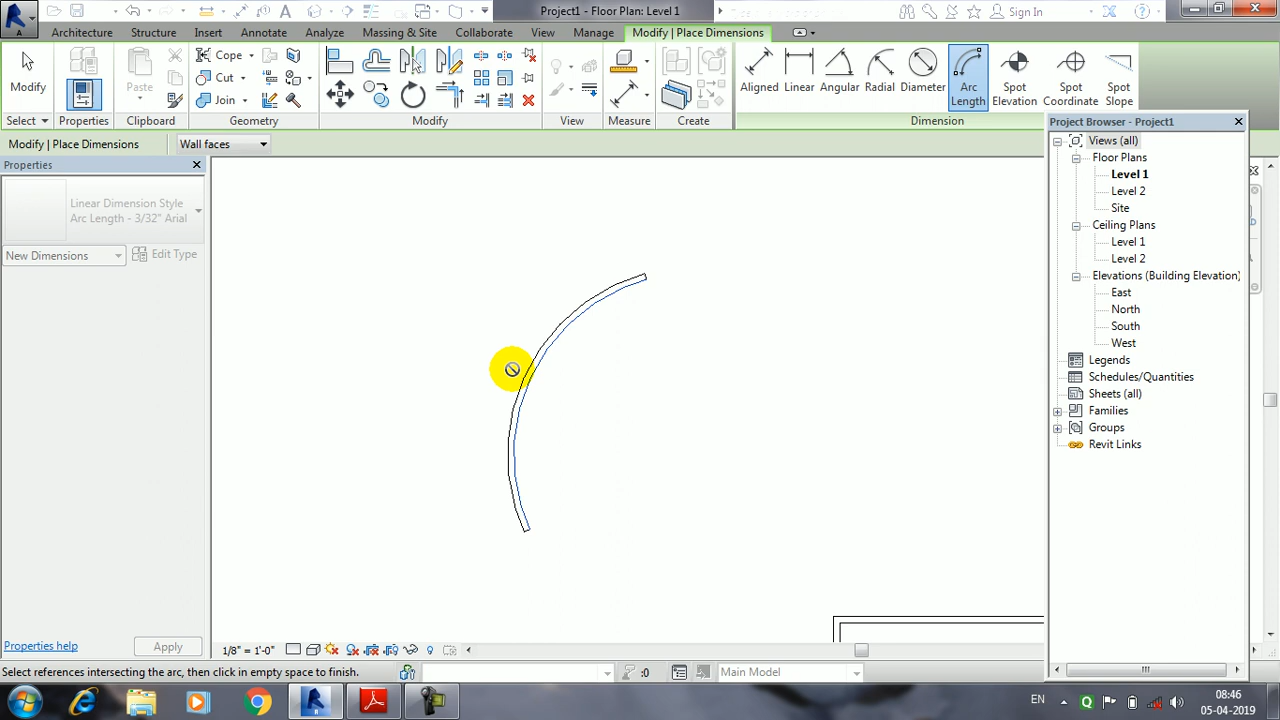 Project1 - Floor Plan: Level 1
Sign In
Architecture Structure Insert Annotate Analyze Massing & Site Collaborate View Manage Modify | Place Dimensions
Modify
Select
Properties
Paste
Clipboard
Cope
Cut
Join
Geometry
Modify
View
Measure
Create
Aligned Linear Angular Radial Diameter Arc Length Spot Elevation Spot Coordinate Spot Slope
Dimension
Modify | Place Dimensions
Wall faces
Properties
Linear Dimension Style
Arc Length - 3/32" Arial
New Dimensions
Edit Type
Project Browser - Project1
Views (all)
Floor Plans
Level 1
Level 2
Site
Ceiling Plans
Level 1
Level 2
Elevations (Building Elevation)
East
North
South
West
Legends
Schedules/Quantities
Sheets (all)
Families
Groups
Revit Links
Properties help
Apply
1/8" = 1'-0"
Select references intersecting the arc, then click in empty space to finish.
:0
Main Model
EN
08:46
05-04-2019